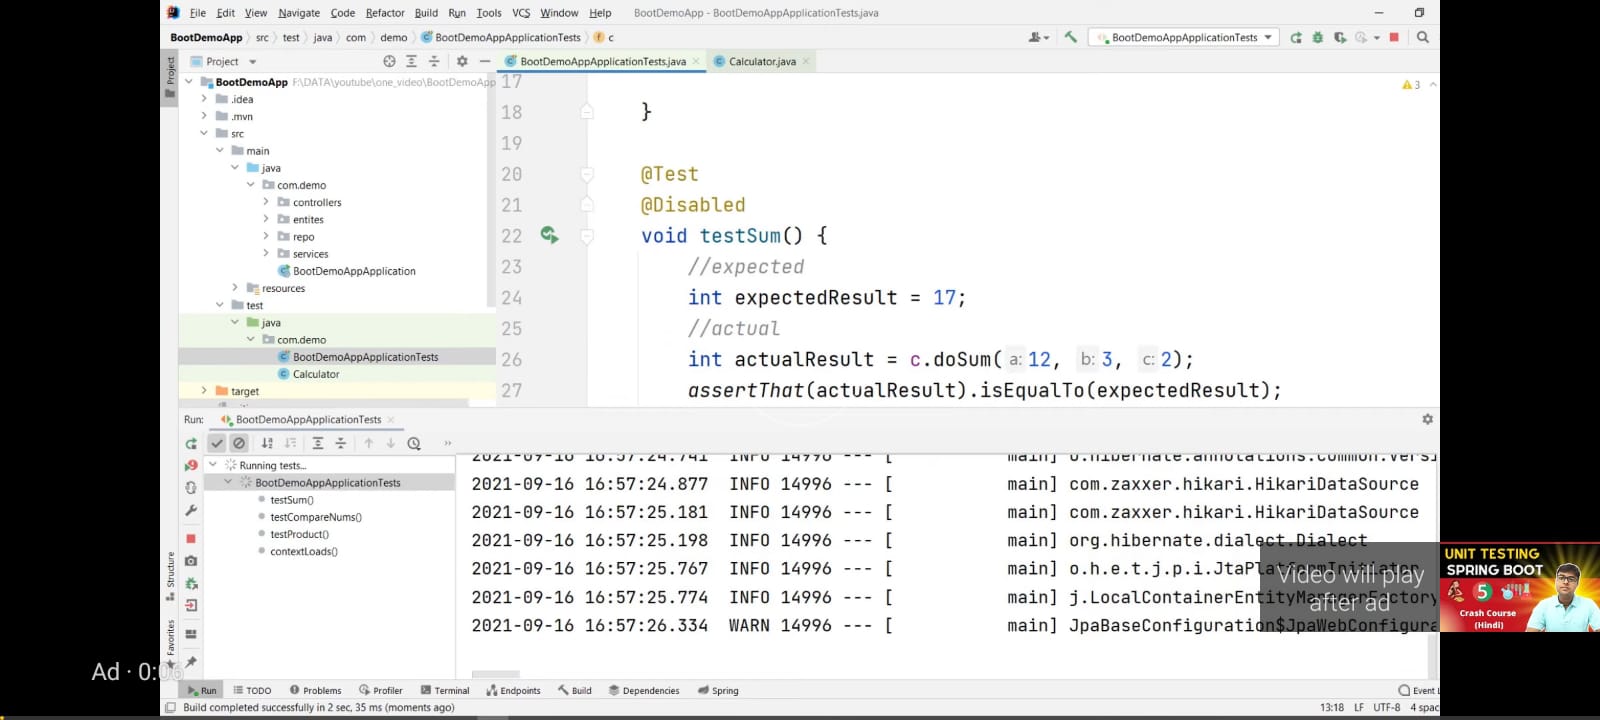 File Edit View Navigate Code Refactor Build Run Tools VCS Window Help BootDemoApp - BootDemoAppApplicationTests.java
BootDemoApp src test java com demo BootDemoAppApplicationTests c BootDemoAppApplicationTests
Project
Project
BootDemoAppApplicationTests.java
Calculator.java
BootDemoApp F:\DATA\youtube\one_video\BootDemoApp
.idea
.mvn
src
main
java
com.demo
controllers
entites
repo
services
BootDemoAppApplication
resources
test
java
com.demo
BootDemoAppApplicationTests
Calculator
target
3
17
18 }
19
20 @Test
21 @Disabled
22 void testSum() {
23 //expected
24 int expectedResult = 17;
25 //actual
26 int actualResult = c.doSum( a: 12, b: 3, c: 2);
27 assertThat(actualResult).isEqualTo(expectedResult);
Run: BootDemoAppApplicationTests
Running tests...
BootDemoAppApplicationTests
testSum()
testCompareNums()
testProduct()
contextLoads()
2021-09-16 16:57:24.741 INFO 14996 --- [ main] o.hibernate.annotations.common.Versi
2021-09-16 16:57:24.877 INFO 14996 --- [ main] com.zaxxer.hikari.HikariDataSource
2021-09-16 16:57:25.181 INFO 14996 --- [ main] com.zaxxer.hikari.HikariDataSource
2021-09-16 16:57:25.198 INFO 14996 --- [ main] org.hibernate.dialect.Dialect
2021-09-16 16:57:25.767 INFO 14996 --- [ main] o.h.e.t.j.p.i.JtaPlatformInitiator
2021-09-16 16:57:25.774 INFO 14996 --- [ main] j.LocalContainerEntityManagerFactory
2021-09-16 16:57:26.334 WARN 14996 --- [ main] JpaBaseConfiguration$JpaWebConfigura
Structure
Favorites
Video will play
after ad
UNIT TESTING
SPRING BOOT
5
Crash Course
(Hindi)
Ad · 0:06
Run TODO Problems Profiler Terminal Endpoints Build Dependencies Spring Event L
Build completed successfully in 2 sec, 35 ms (moments ago) 13:18 LF UTF-8 4 spac